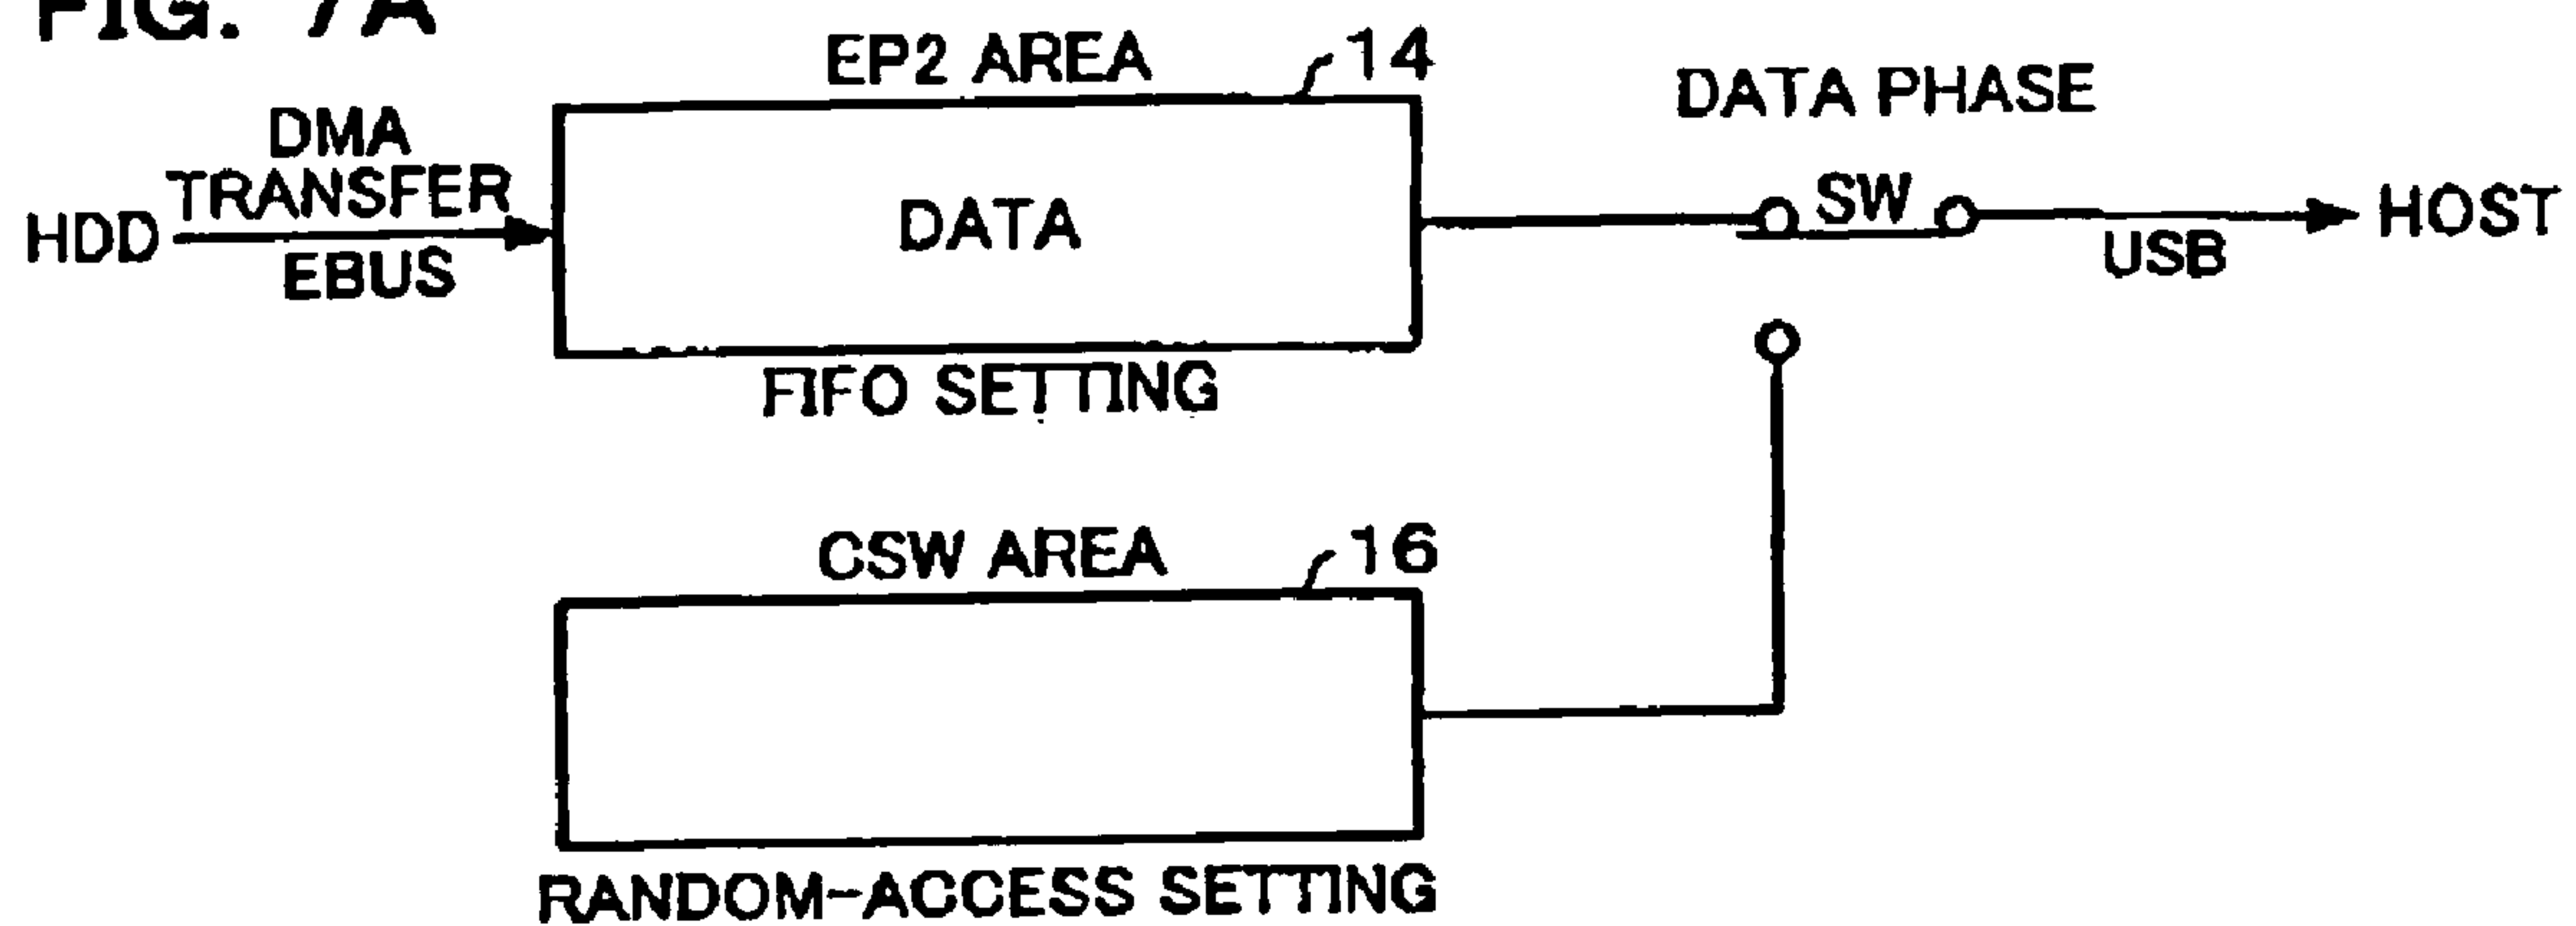 FIG. 7A
EP2 AREA
14
DATA PHASE
DMA
TRANSFER
HDD
EBUS
DATA
SW
USB
HOST
FIFO SETTING
CSW AREA
16
RANDOM-ACCESS SETTING